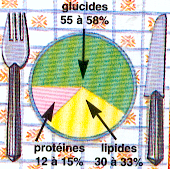 glucides
55 à 58%
protéines
12 à 15%
lipides
30 à 33%